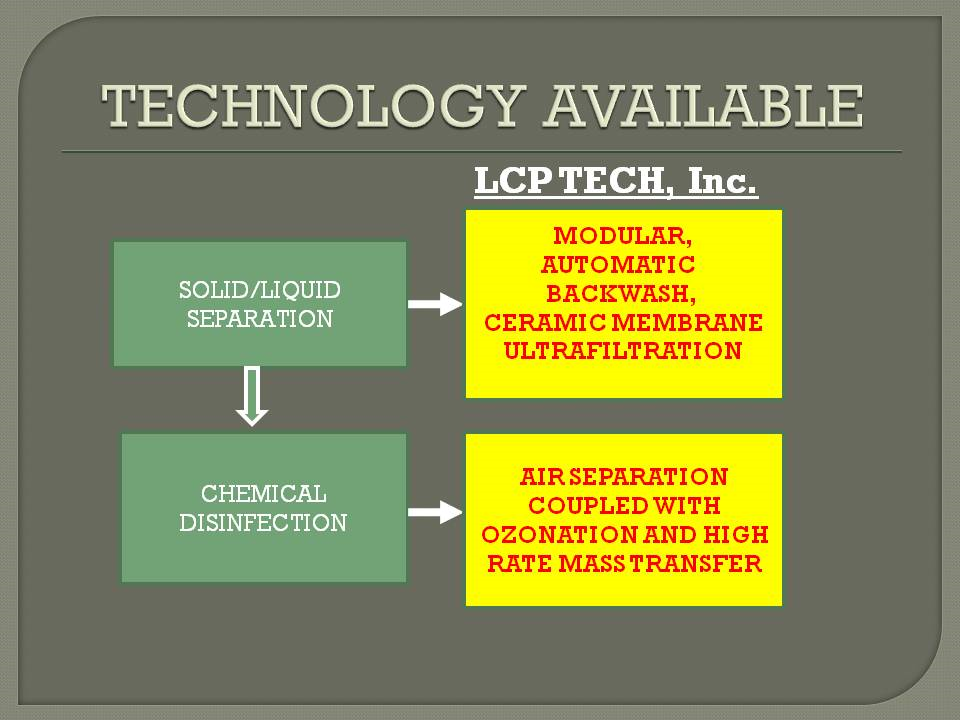 TECHNOLOGY AVAILABLE
LCP TECH, Inc.
SOLID/LIQUID
SEPARATION
MODULAR,
AUTOMATIC
BACKWASH,
CERAMIC MEMBRANE
ULTRAFILTRATION
CHEMICAL
DISINFECTION
AIR SEPARATION
COUPLED WITH
OZONATION AND HIGH
RATE MASS TRANSFER